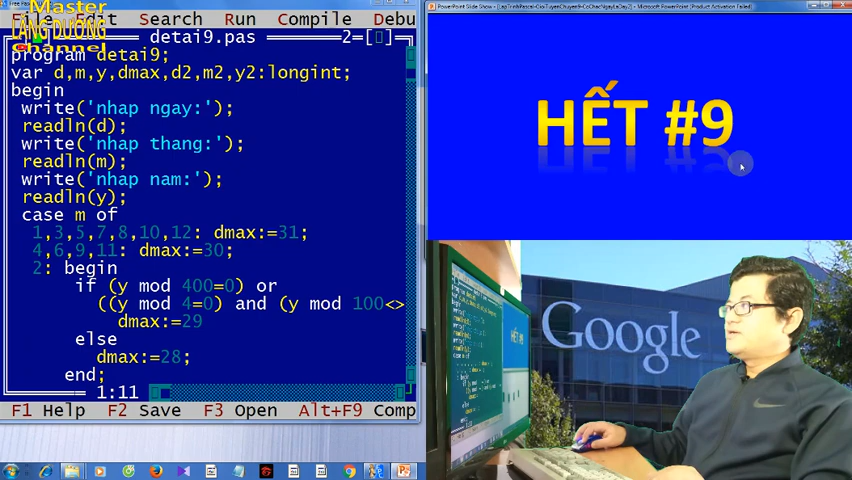 Master
LÀNG DƯƠNG
Channel
File Edit Search Run Compile Debu
detai9.pas 2=[ ]
program detai9;
var d,m,y,dmax,d2,m2,y2:longint;
begin
write('nhap ngay:');
readln(d);
write('nhap thang:');
readln(m);
write('nhap nam:');
readln(y);
case m of
1,3,5,7,8,10,12: dmax:=31;
4,6,9,11: dmax:=30;
2: begin
if (y mod 400=0) or
((y mod 4=0) and (y mod 100<>
dmax:=29
else
dmax:=28;
end;
1:11
F1 Help F2 Save F3 Open Alt+F9 Comp
HẾT #9
Google